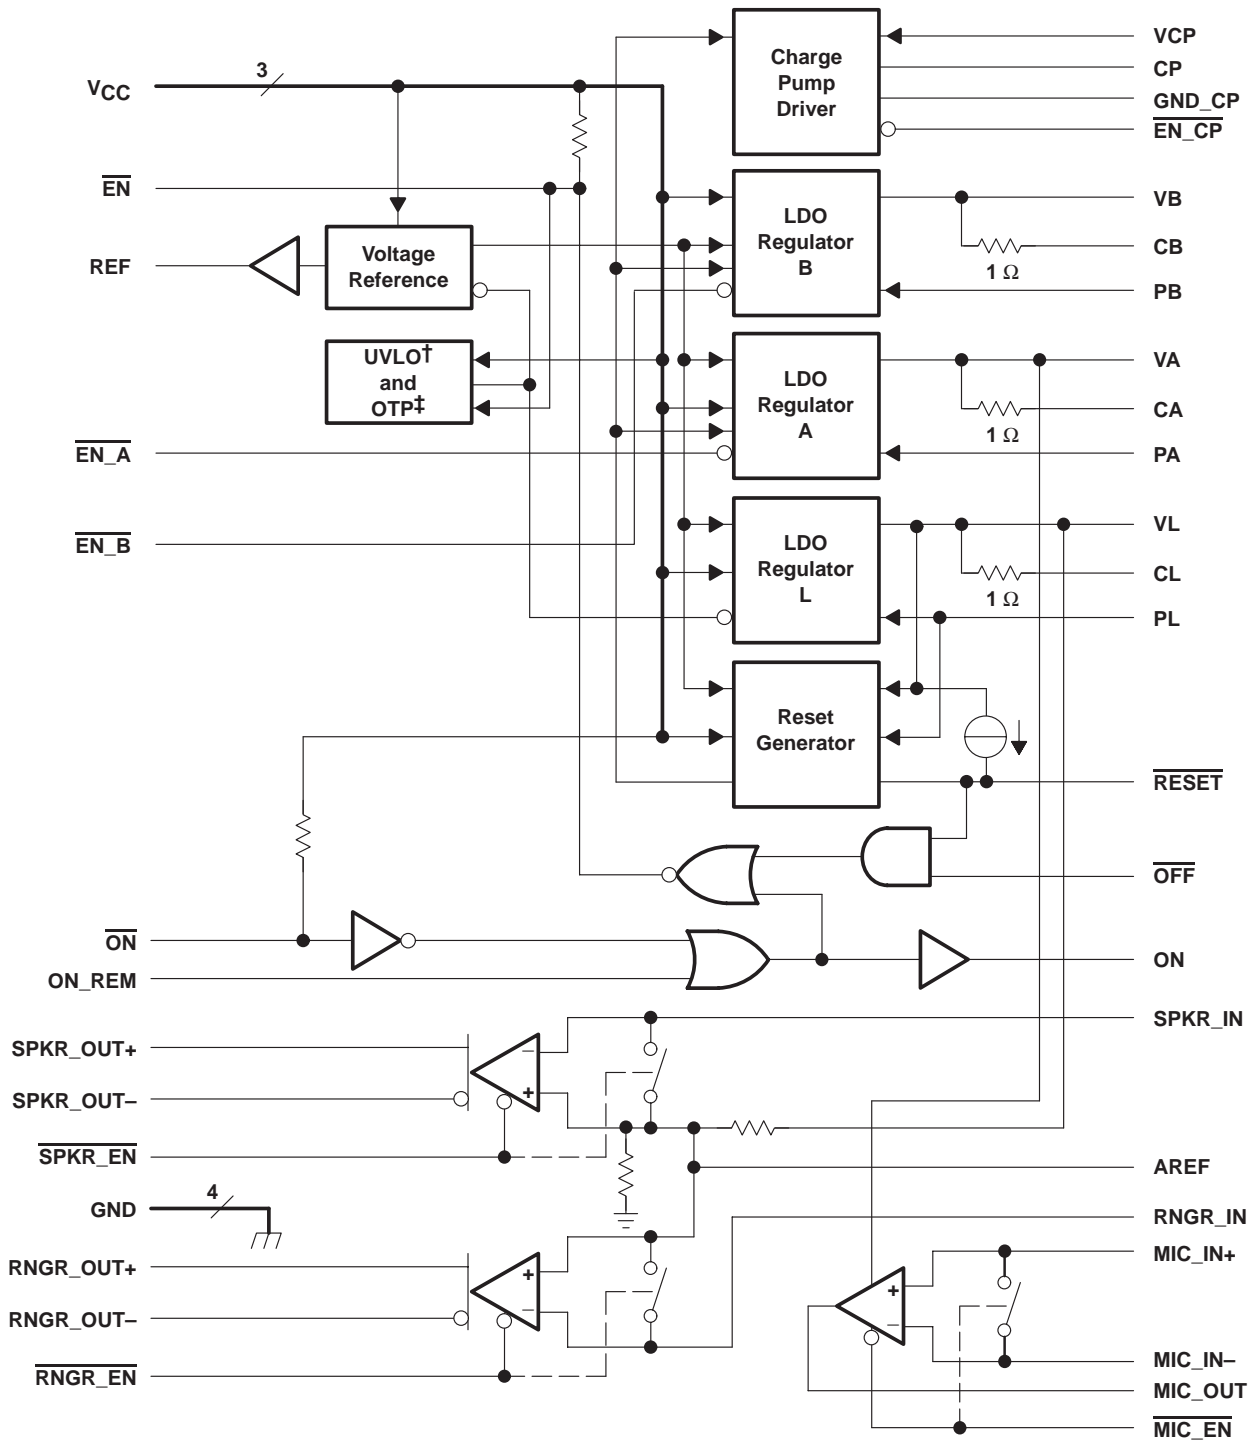 VCP
Charge
Pump
Driver
CP
GND_CP
EN_CP
3
VCC
EN
REF
Voltage
Reference
LDO
Regulator
B
VB
CB
1 Ω
PB
UVLO†
and
OTP‡
LDO
Regulator
A
VA
CA
1 Ω
PA
EN_A
EN_B
LDO
Regulator
L
VL
CL
1 Ω
PL
Reset
Generator
RESET
OFF
ON
ON_REM
ON
SPKR_IN
SPKR_OUT+
–
+
SPKR_OUT–
SPKR_EN
AREF
GND
4
RNGR_IN
RNGR_OUT+
+
–
RNGR_OUT–
RNGR_EN
MIC_IN+
+
–
MIC_IN–
MIC_OUT
MIC_EN